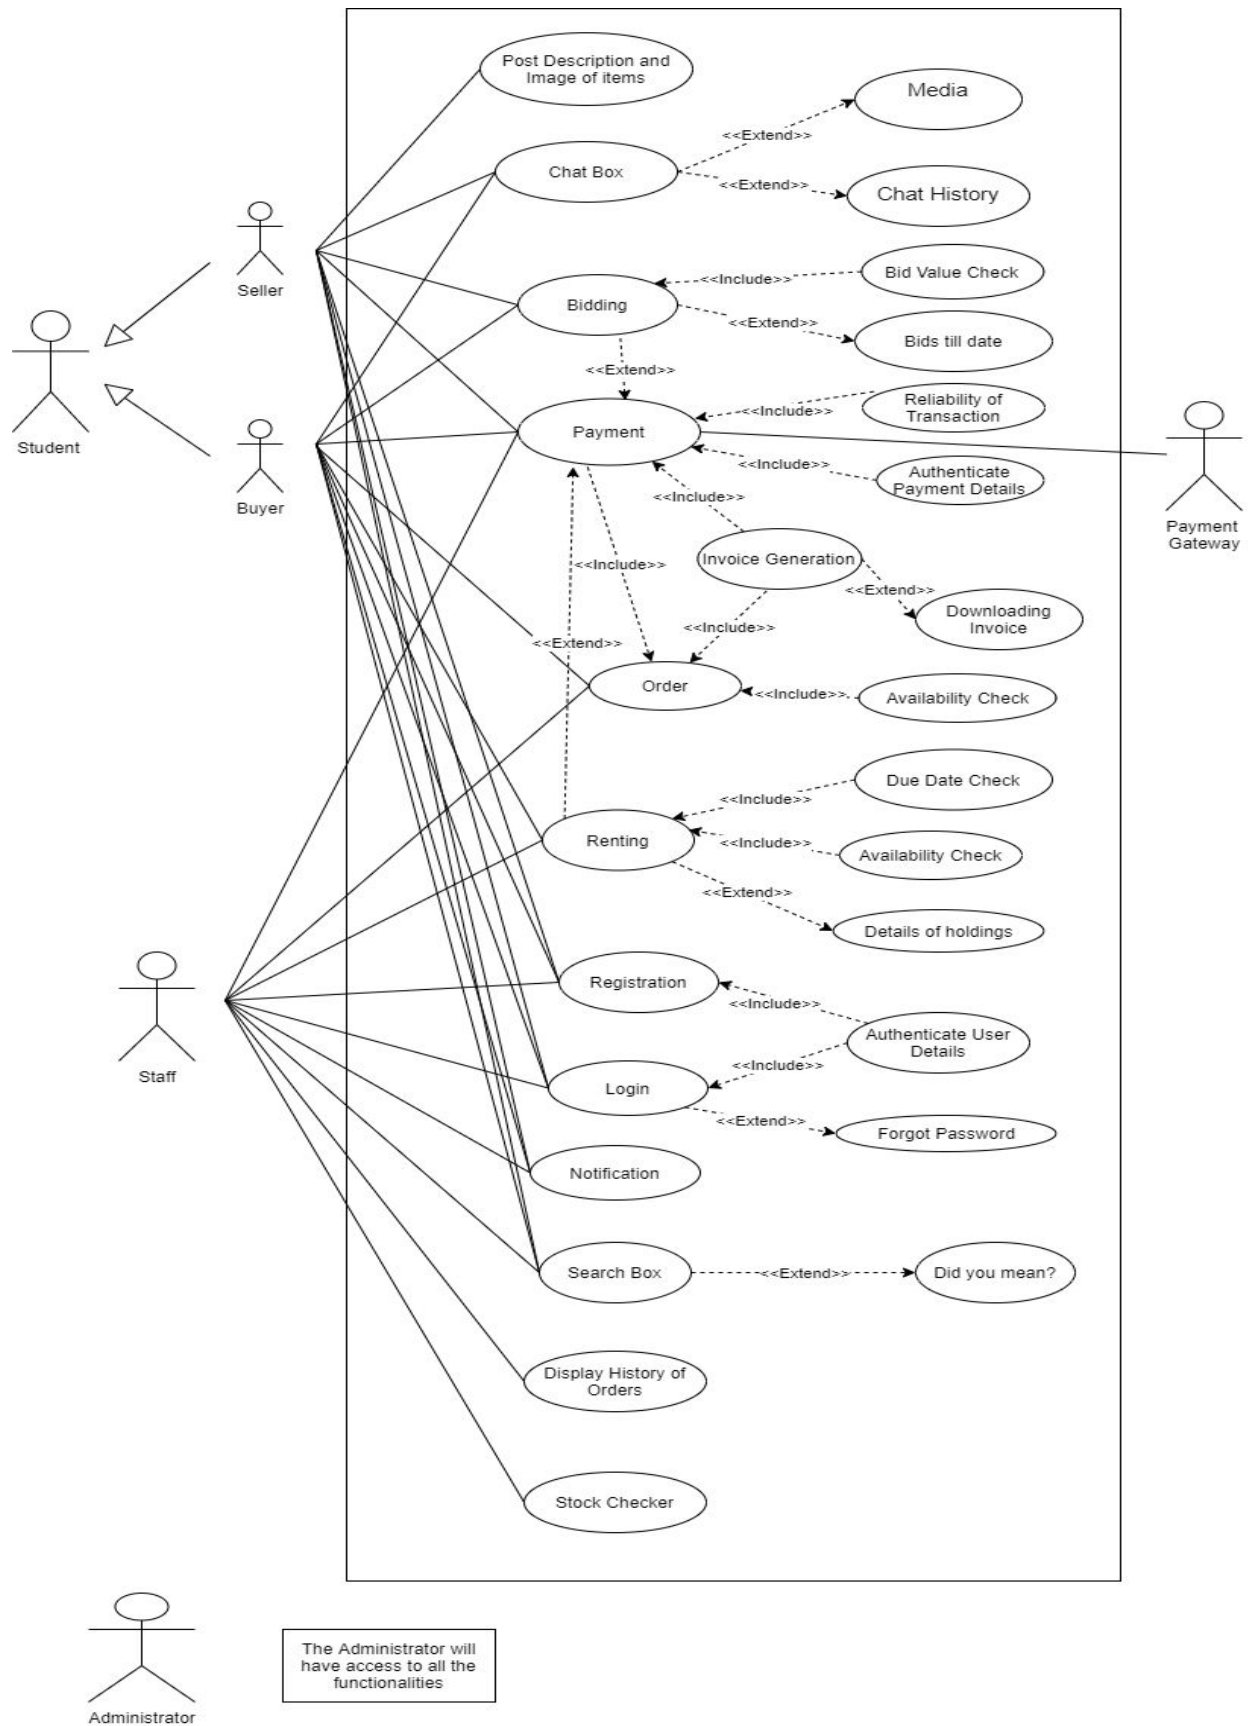 Post Description and
Image of items
Media
<<Extend>>
Chat Box
<<Extend>>
Chat History
Seller
Bid Value Check
<<Include>>
Bidding
<<Extend>>
Bids till date
<<Extend>>
Reliability of
Transaction
<<Include>>
Payment
Student
Buyer
Authenticate
Payment Details
<<Include>>
<<Include>>
Payment
Gateway
Invoice Generation
<<Include>>
<<Extend>>
Downloading
Invoice
<<Include>>
<<Extend>>
Order
<<Include>>
Availability Check
Due Date Check
<<Include>>
Renting
<<Include>>
Availability Check
<<Extend>>
Details of holdings
Registration
<<Include>>
Authenticate User
Details
<<Include>>
Staff
Login
<<Extend>>
Forgot Password
Notification
Search Box
<<Extend>>
Did you mean?
Display History of
Orders
Stock Checker
The Administrator will
have access to all the
functionalities
Administrator